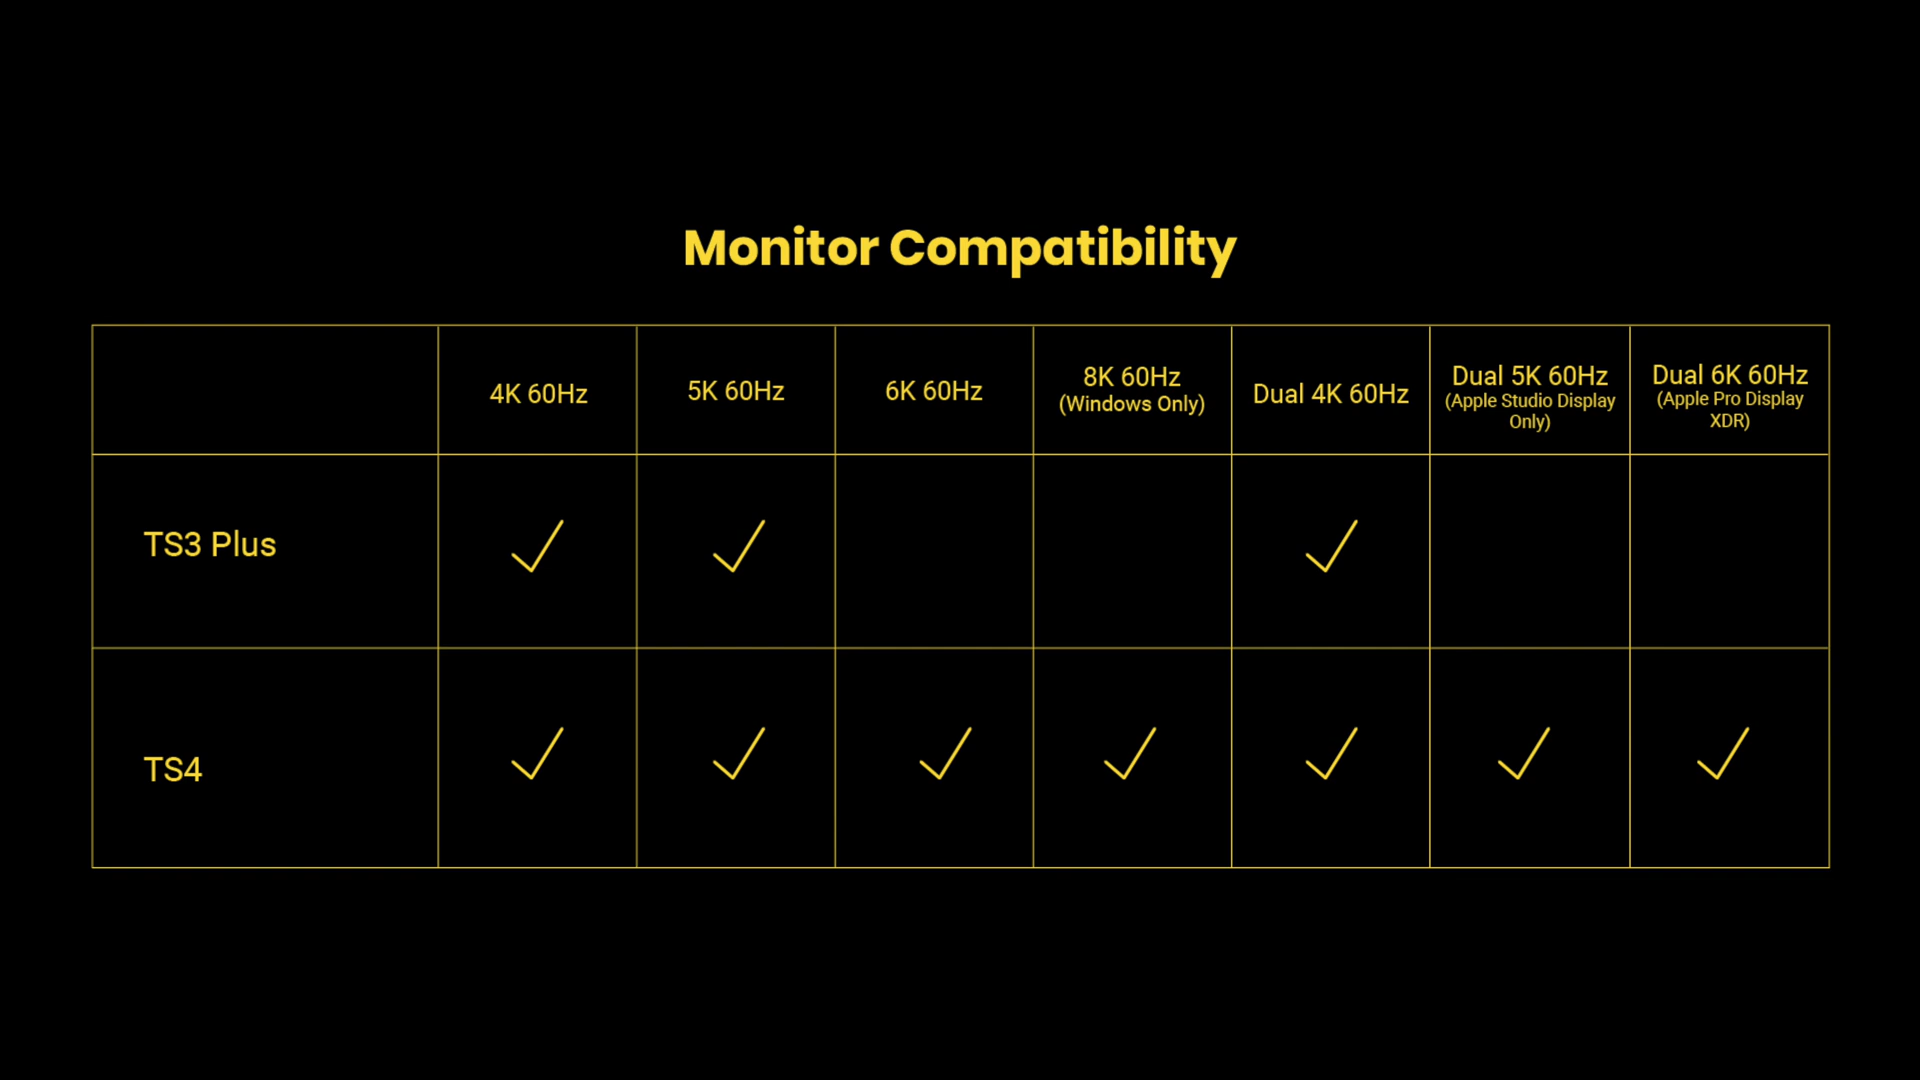 Monitor Compatibility
4K 60Hz
5K 60Hz
6K 60Hz
8K 60Hz
(Windows Only)
Dual 4K 60Hz
Dual 5K 60Hz
(Apple Studio Display
Only)
Dual 6K 60Hz
(Apple Pro Display
XDR)
TS3 Plus
TS4